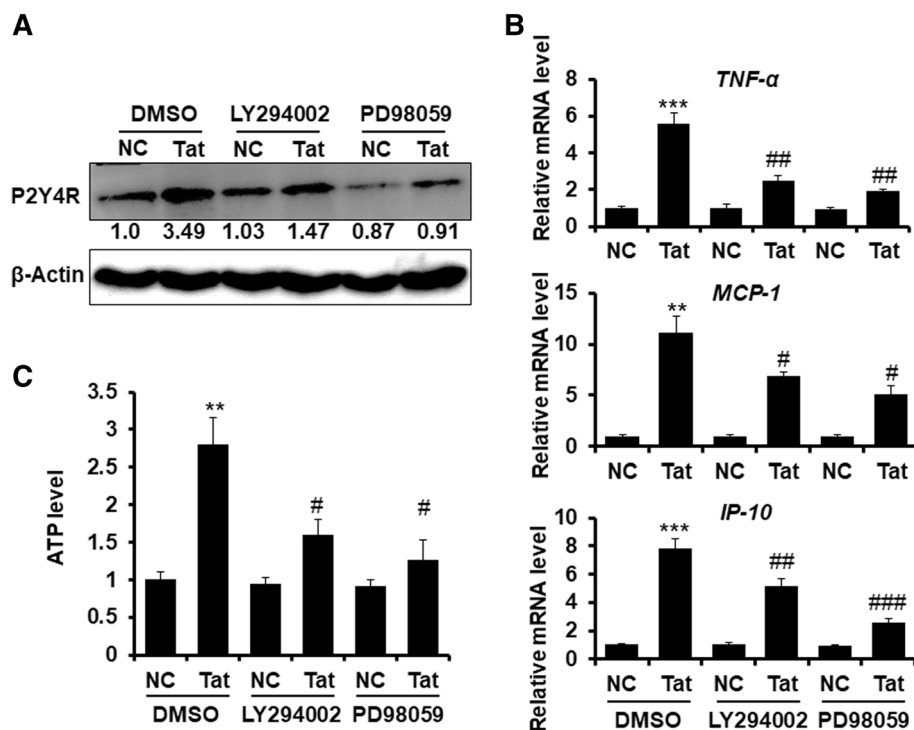 A
DMSO LY294002 PD98059
NC Tat NC Tat NC Tat
P2Y4R
1.0 3.49 1.03 1.47 0.87 0.91
β-Actin
B
TNF-α
Relative mRNA level
8
6
4
2
0
***
##
##
NC Tat NC Tat NC Tat
MCP-1
Relative mRNA level
15
10
5
0
**
#
#
NC Tat NC Tat NC Tat
IP-10
Relative mRNA level
10
8
6
4
2
0
***
##
###
NC Tat NC Tat NC Tat
DMSO LY294002 PD98059
C
ATP level
3.5
3
2.5
2
1.5
1
0.5
0
**
#
#
NC Tat NC Tat NC Tat
DMSO LY294002 PD98059